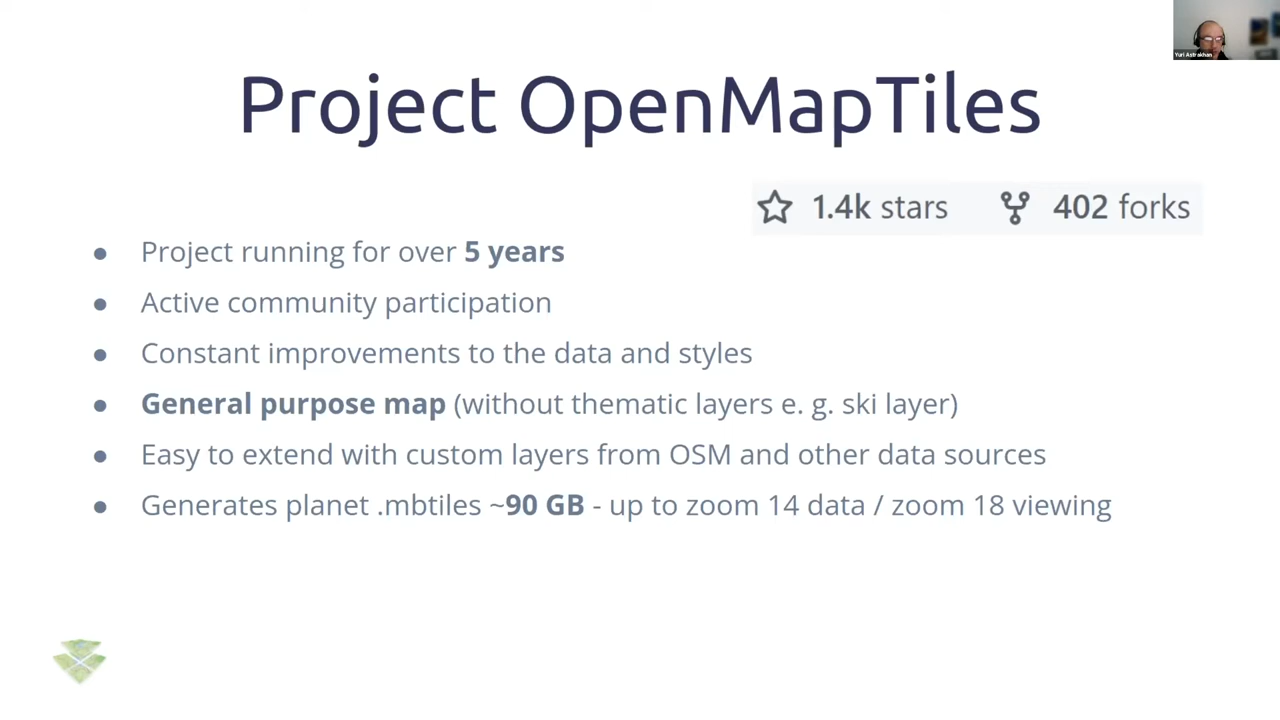 Yuri Astrakhan
Project OpenMapTiles
1.4k stars 402 forks
● Project running for over 5 years
● Active community participation
● Constant improvements to the data and styles
● General purpose map (without thematic layers e. g. ski layer)
● Easy to extend with custom layers from OSM and other data sources
● Generates planet .mbtiles ~90 GB - up to zoom 14 data / zoom 18 viewing